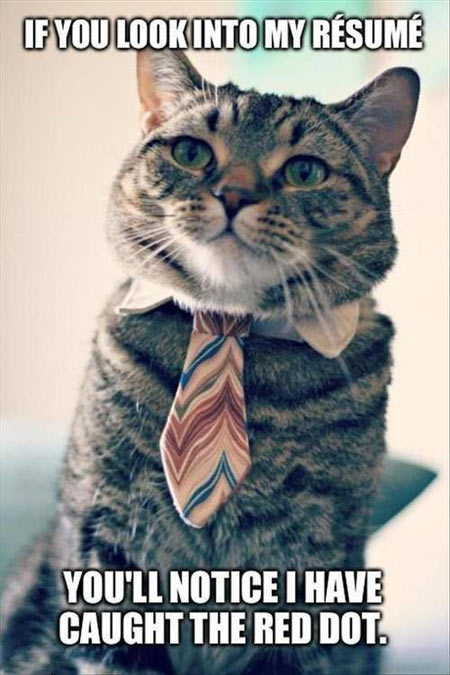 IF YOU LOOK INTO MY RÉSUMÉ
YOU'LL NOTICE I HAVE
CAUGHT THE RED DOT.